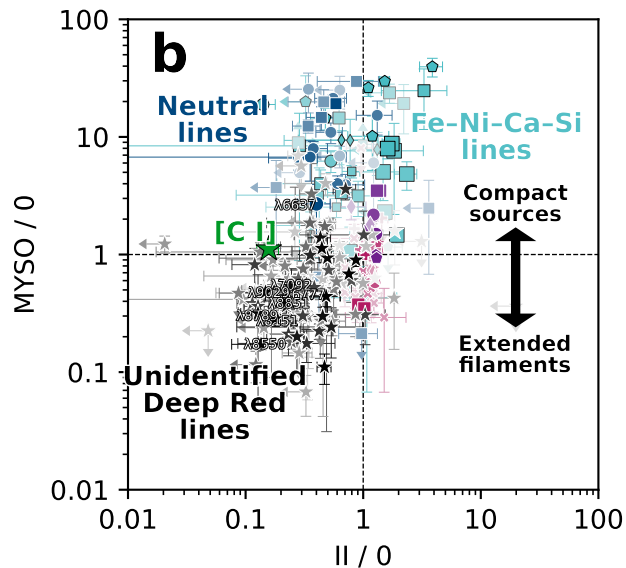 100
b
Neutral
lines
Fe–Ni–Ca–Si
lines
10
Compact
sources
λ6637
[C I]
MYSO / 0
1
λ7092
λ8151
λ8789
λ8550
Extended
filaments
0.1
Unidentified
Deep Red
lines
0.01
0.01
0.1
1
10
100
II / 0